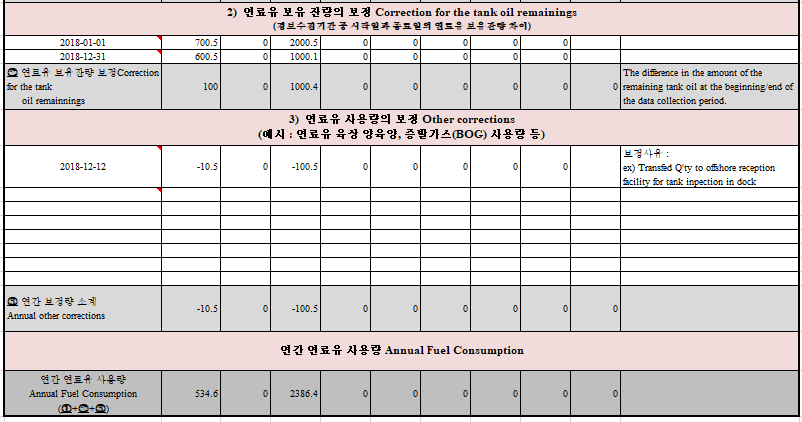 2) 연료유 보유 잔량의 보정 Correction for the tank oil remainings
(정보수집기간 중 시작일과 종료일의 연료유 보유 잔량 차이)
2018-01-01 700.5 0 2000.5 0 0 0 0 0
2018-12-31 600.5 0 1000.1 0 0 0 0 0
② 연료유 보유잔량 보정Correction
for the tank
oil remainnings
100 0 1000.4 0 0 0 0 0 0
The difference in the amount of the
remaining tank oil at the beginning/end of
the data collection period.
3) 연료유 사용량의 보정 Other corrections
(예시 : 연료유 육상 양육양, 증발가스(BOG) 사용량 등)
2018-12-12 -10.5 0 -100.5 0 0 0 0 0
보정사유 :
ex) Transfed Q'ty to offshore reception
facility for tank inpection in dock
③ 연간 보정량 소계
Annual other corrections
-10.5 0 -100.5 0 0 0 0 0 0
연간 연료유 사용량 Annual Fuel Consumption
연간 연료유 사용량
Annual Fuel Consumption
(①+②+③)
534.6 0 2386.4 0 0 0 0 0 0